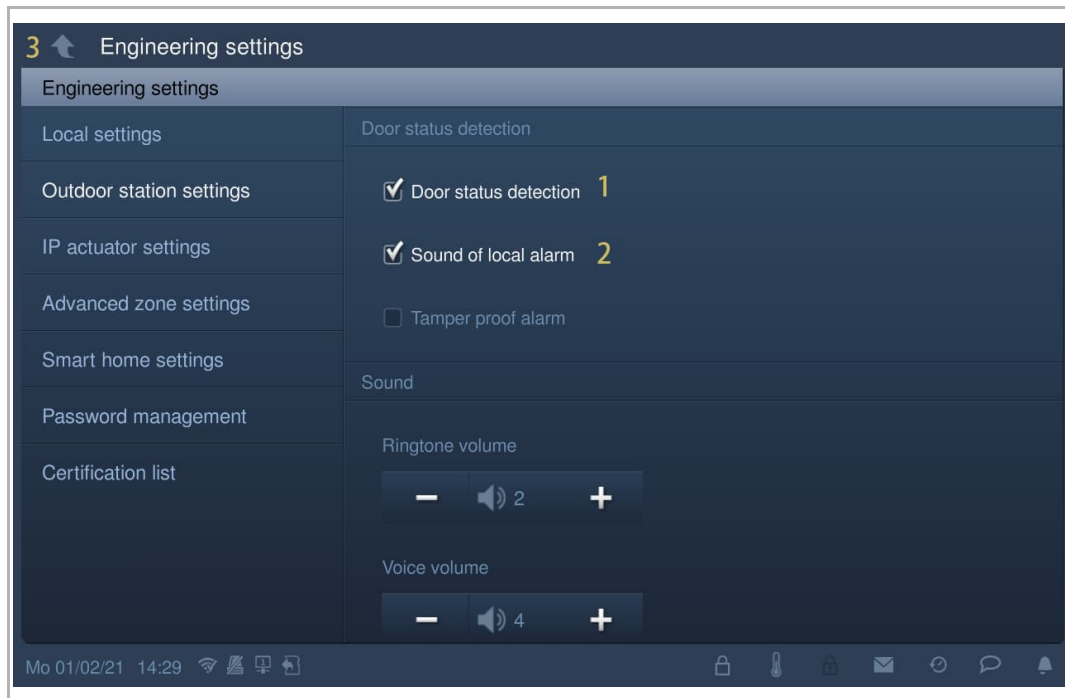 3 Engineering settings
Engineering settings
Local settings
Outdoor station settings
IP actuator settings
Advanced zone settings
Smart home settings
Password management
Certification list
Door status detection
Door status detection 1
Sound of local alarm 2
Tamper proof alarm
Sound
Ringtone volume
2
Voice volume
4
Mo 01/02/21 14:29